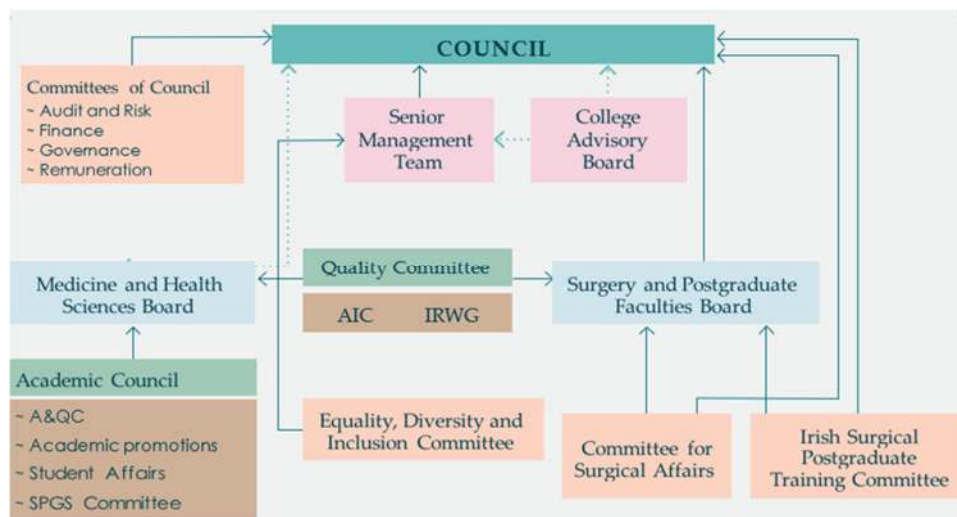 COUNCIL
Committees of Council
~ Audit and Risk
~ Finance
~ Governance
~ Remuneration
Senior
Management
Team
College
Advisory
Board
Medicine and Health
Sciences Board
Quality Committee
AIC IRWG
Surgery and Postgraduate
Faculties Board
Academic Council
~ A&QC
~ Academic promotions
~ Student Affairs
~ SPGS Committee
Equality, Diversity and
Inclusion Committee
Committee for
Surgical Affairs
Irish Surgical
Postgraduate
Training Committee